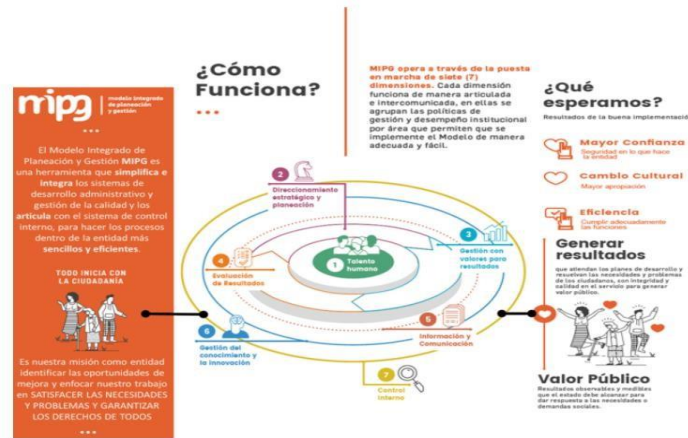 mipg
modelo integrado
de planeación
y gestión
El Modelo Integrado de
Planeación y Gestión MIPG es
una herramienta que simplifica e
integra los sistemas de
desarrollo administrativo y
gestión de la calidad y los
articula con el sistema de control
interno, para hacer los procesos
dentro de la entidad más
sencillos y eficientes.
TODO INICIA CON
LA CIUDADANÍA
Es nuestra misión como entidad
identificar las oportunidades de
mejora y enfocar nuestro trabajo
en SATISFACER LAS NECESIDADES
Y PROBLEMAS Y GARANTIZAR
LOS DERECHOS DE TODOS
¿Cómo
Funciona?
MIPG opera a través de la puesta
en marcha de siete (7)
dimensiones. Cada dimensión
funciona de manera articulada
e intercomunicada, en ellas se
agrupan las políticas de
gestión y desempeño institucional
por área que permiten que se
implemente el Modelo de manera
adecuada y fácil.
2
Direccionamiento
estratégico y
planeación
3
Gestión con
valores para
resultados
1 Talento
humano
4
Evaluación
de Resultados
5
Información y
Comunicación
6
Gestión del
conocimiento y
la innovación
7
Control
Interno
¿Qué
esperamos?
Resultados de la buena implementació
Mayor Confianza
Seguridad en lo que hace
la entidad
Cambio Cultural
Mayor apropiación
Eficiencia
Cumplir adecuadamente
las funciones
Generar
resultados
que atiendan los planes de desarrollo y
resuelvan las necesidades y problemas
de los ciudadanos, con integridad y
calidad en el servicio para generar
valor público.
Valor Público
Resultados observables y medibles
que el estado debe alcanzar para
dar respuesta a las necesidades o
demandas sociales.